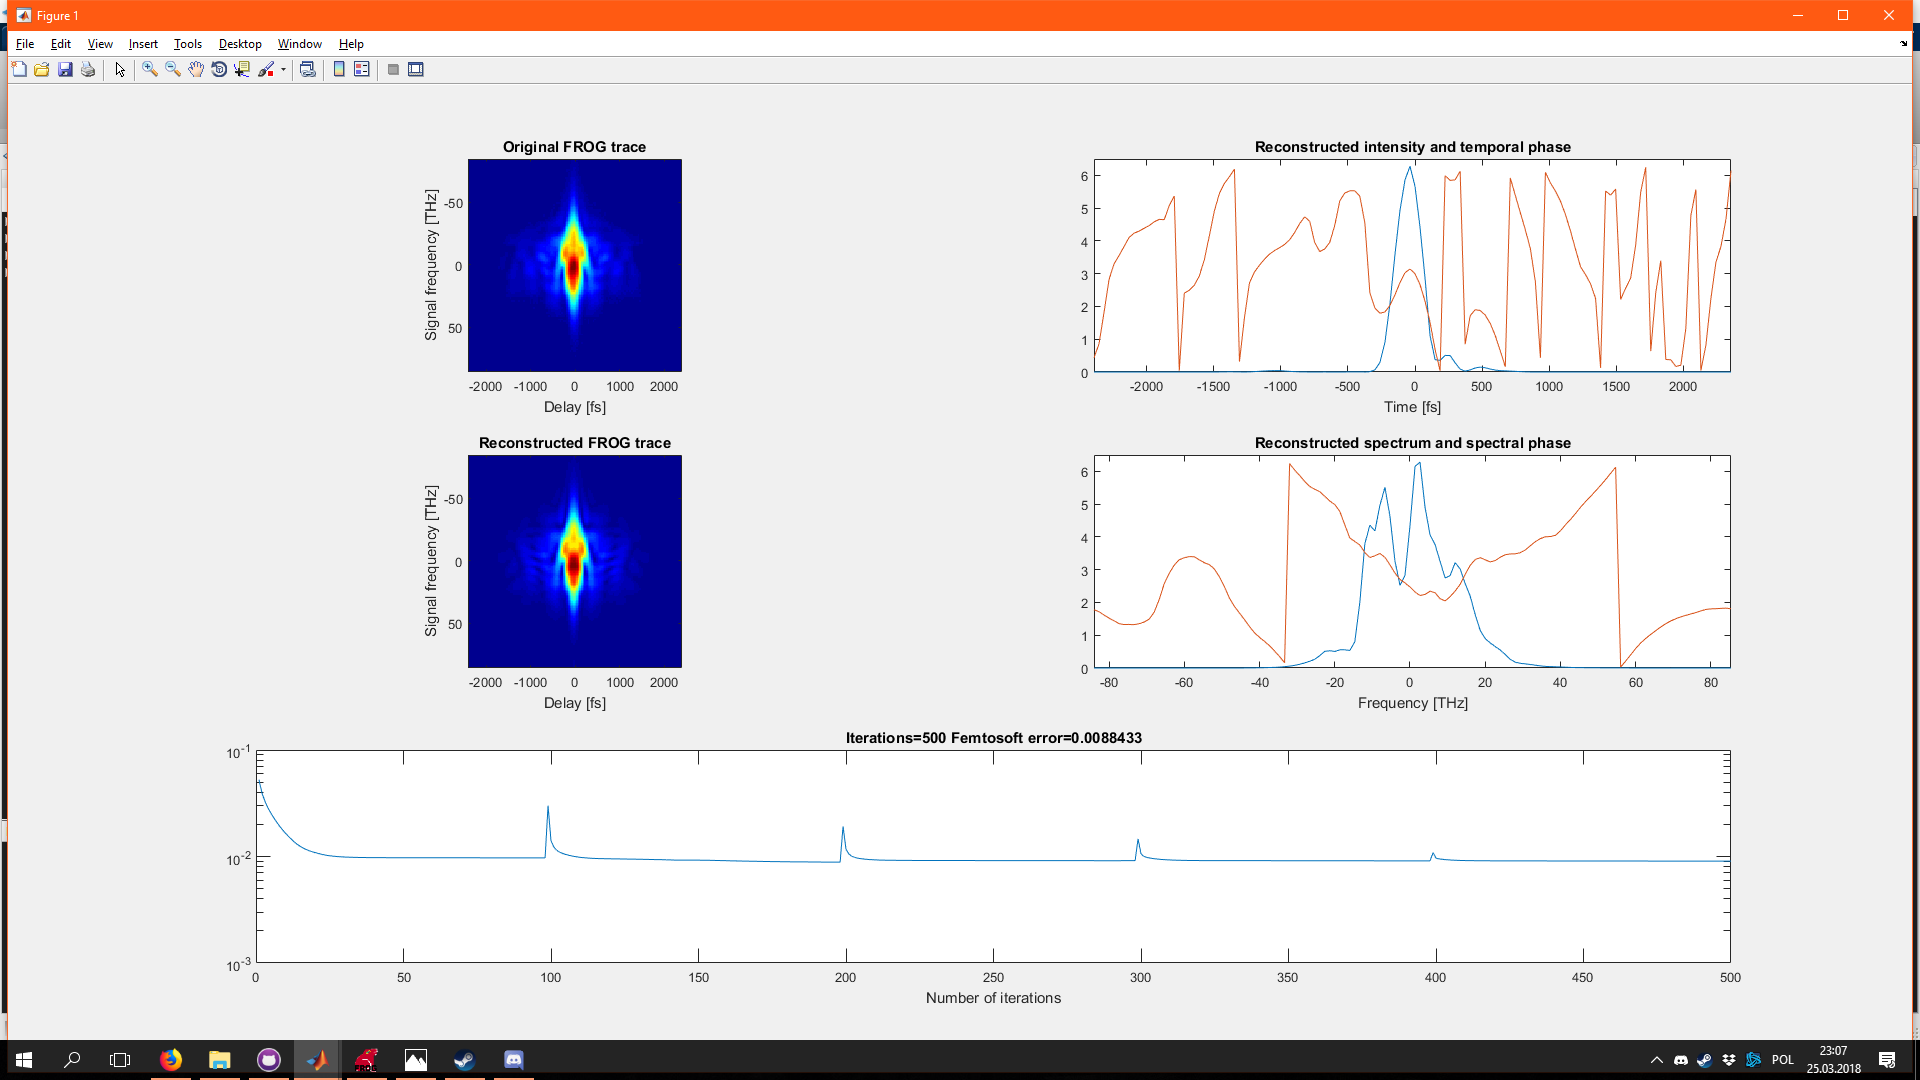 Figure 1
File Edit View Insert Tools Desktop Window Help
Original FROG trace
Signal frequency [THz]
-50
0
50
-2000 -1000 0 1000 2000
Delay [fs]
Reconstructed intensity and temporal phase
6
5
4
3
2
1
0
-2000 -1500 -1000 -500 0 500 1000 1500 2000
Time [fs]
Reconstructed FROG trace
Signal frequency [THz]
-50
0
50
-2000 -1000 0 1000 2000
Delay [fs]
Reconstructed spectrum and spectral phase
6
5
4
3
2
1
0
-80 -60 -40 -20 0 20 40 60 80
Frequency [THz]
Iterations=500 Femtosoft error=0.0088433
10^-1
10^-2
10^-3
0 50 100 150 200 250 300 350 400 450 500
Number of iterations
POL
23:07
25.03.2018